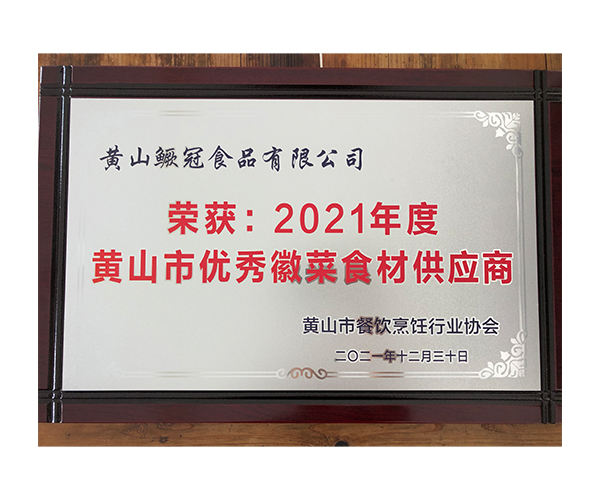 黄山鳜冠食品有限公司
荣获：2021年度
黄山市优秀徽菜食材供应商
黄山市餐饮烹饪行业协会
二〇二一年十二月三十日